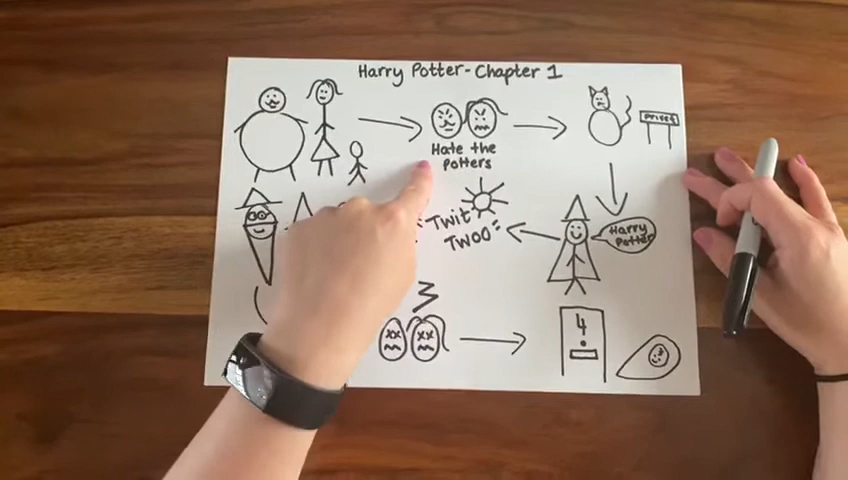 Harry Potter - Chapter 1
Hate the
Potters
Privet
Harry
Potter
Twit
Twoo
4